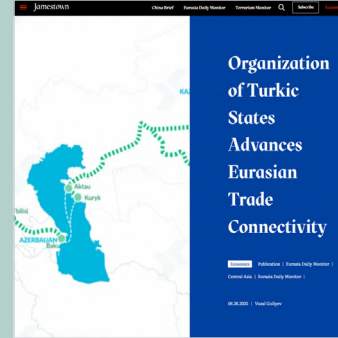 Jamestown
China Brief Eurasia Daily Monitor Terrorism Monitor Subscribe
KAZ
Aktau
Kuryk
bilisi
AZERBAIJAN
Baku
Organization
of Turkic
States
Advances
Eurasian
Trade
Connectivity
Economics Publication | Eurasia Daily Monitor |
Central Asia | Eurasia Daily Monitor |
Vusal Guliyev